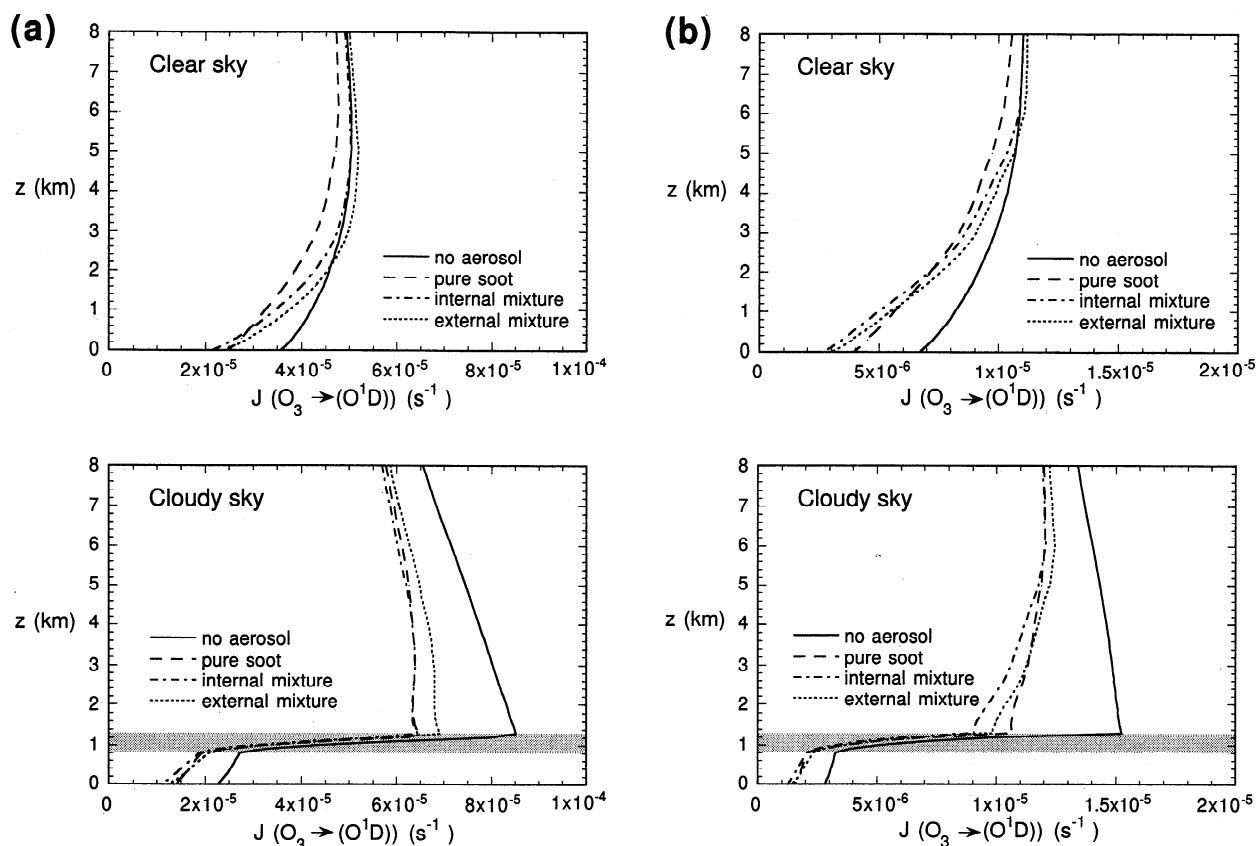 (a)
8
7
6
5
4
3
2
1
0
z (km)
Clear sky
no aerosol
pure soot
internal mixture
external mixture
0 2x10⁻⁵ 4x10⁻⁵ 6x10⁻⁵ 8x10⁻⁵ 1x10⁻⁴
J (O₃ →(O¹D)) (s⁻¹)
(b)
8
7
6
5
4
3
2
1
0
z (km)
Clear sky
no aerosol
pure soot
internal mixture
external mixture
0 5x10⁻⁶ 1x10⁻⁵ 1.5x10⁻⁵ 2x10⁻⁵
J (O₃ →(O¹D)) (s⁻¹)
8
7
6
5
4
3
2
1
0
z (km)
Cloudy sky
no aerosol
pure soot
internal mixture
external mixture
0 2x10⁻⁵ 4x10⁻⁵ 6x10⁻⁵ 8x10⁻⁵ 1x10⁻⁴
J (O₃ →(O¹D)) (s⁻¹)
8
7
6
5
4
3
2
1
0
z (km)
Cloudy sky
no aerosol
pure soot
internal mixture
external mixture
0 5x10⁻⁶ 1x10⁻⁵ 1.5x10⁻⁵ 2x10⁻⁵
J (O₃ →(O¹D)) (s⁻¹)